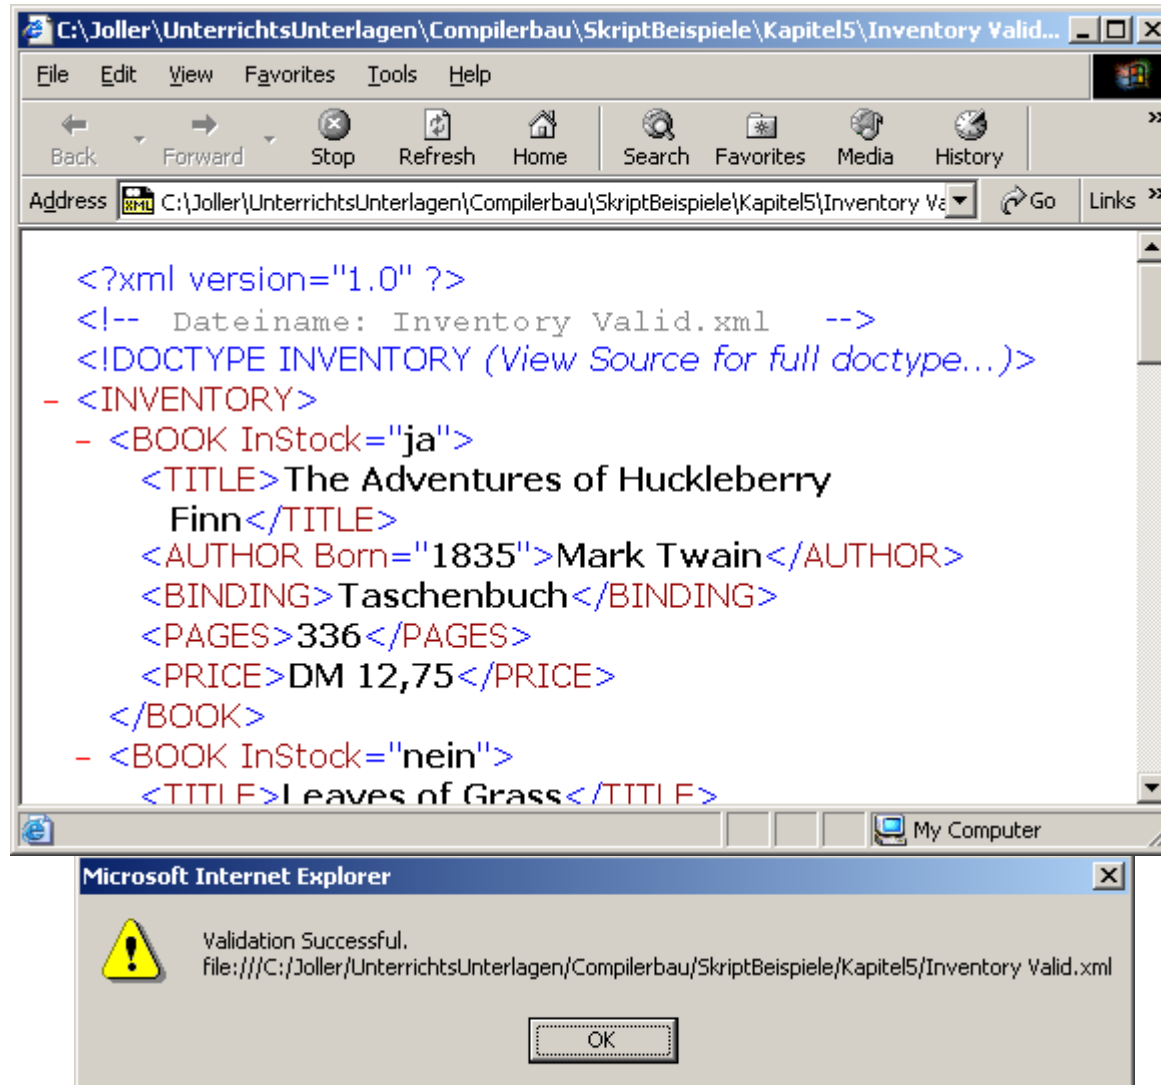 C:\Joller\UnterrichtsUnterlagen\Compilerbau\SkriptBeispiele\Kapitel5\Inventory Valid...
File Edit View Favorites Tools Help
Back Forward Stop Refresh Home Search Favorites Media History »
Address C:\Joller\UnterrichtsUnterlagen\Compilerbau\SkriptBeispiele\Kapitel5\Inventory Go Links »
<?xml version="1.0" ?>
<!-- Dateiname: Inventory Valid.xml -->
<!DOCTYPE INVENTORY (View Source for full doctype...)>
– <INVENTORY>
– <BOOK InStock="ja">
<TITLE>The Adventures of Huckleberry
Finn</TITLE>
<AUTHOR Born="1835">Mark Twain</AUTHOR>
<BINDING>Taschenbuch</BINDING>
<PAGES>336</PAGES>
<PRICE>DM 12,75</PRICE>
</BOOK>
– <BOOK InStock="nein">
<TITLE>Leaves of Grass</TITLE>
My Computer
Microsoft Internet Explorer
Validation Successful.
file:///C:/Joller/UnterrichtsUnterlagen/Compilerbau/SkriptBeispiele/Kapitel5/Inventory Valid.xml
OK